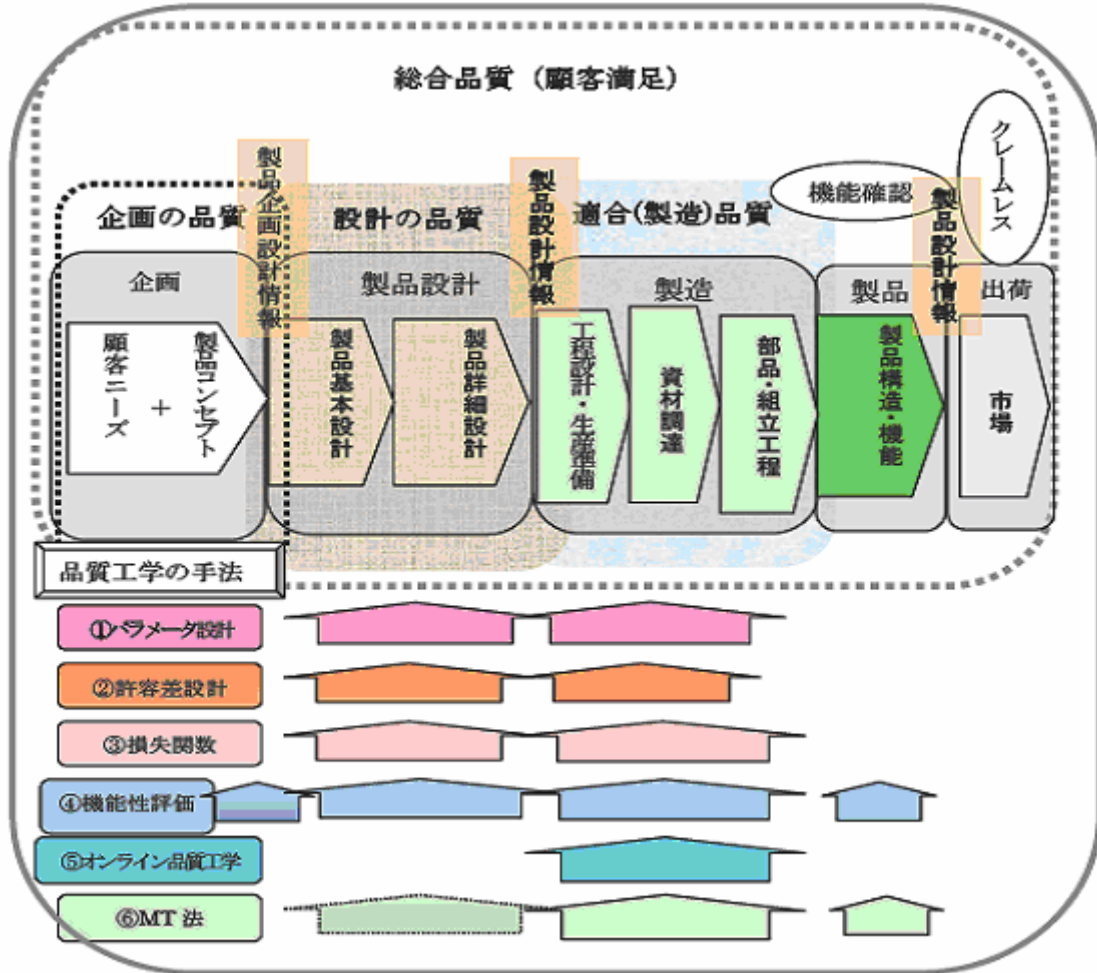 総合品質（顧客満足）
クレームレス
機能確認
製品企画設計情報
製品設計情報
製品設計情報
企画の品質
設計の品質
適合(製造)品質
企画
製品設計
製造
製品
出荷
顧客ニーズ
＋
製品コンセプト
製品基本設計
製品詳細設計
工程設計・生産準備
資材調達
部品・組立工程
製品構造・機能
市場
品質工学の手法
①パラメータ設計
②許容差設計
③損失関数
④機能性評価
⑤オンライン品質工学
⑥MT 法